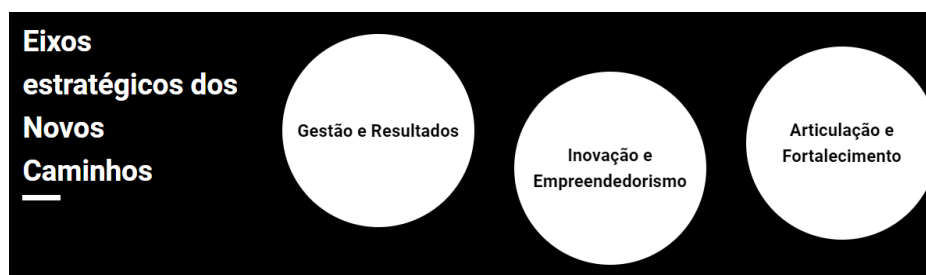 Eixos
estratégicos dos
Novos
Caminhos
Gestão e Resultados
Inovação e
Empreendedorismo
Articulação e
Fortalecimento